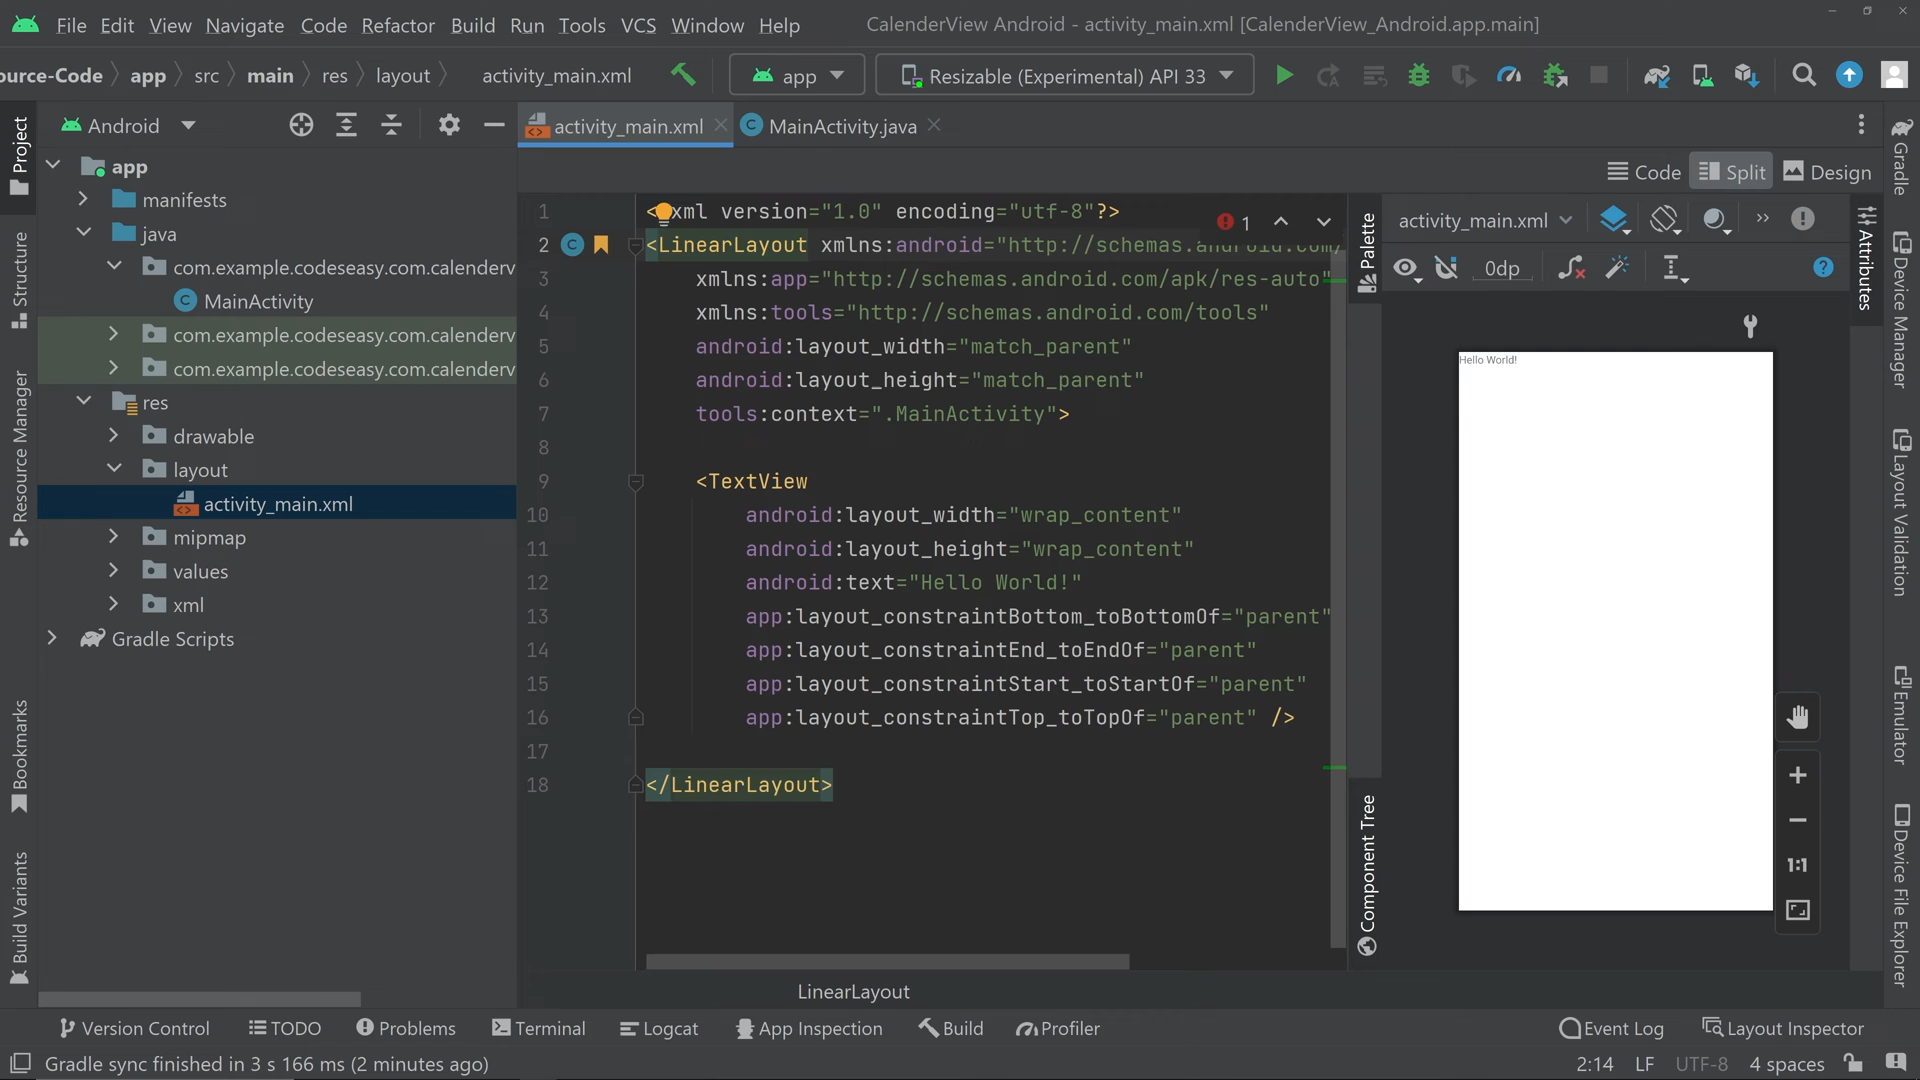 File Edit View Navigate Code Refactor Build Run Tools VCS Window Help CalenderView Android - activity_main.xml [CalenderView_Android.app.main]
ource-Code app src main res layout activity_main.xml app Resizable (Experimental) API 33
Android activity_main.xml MainActivity.java
Code Split Design
Project
Structure
Resource Manager
Bookmarks
Build Variants
app
manifests
java
com.example.codeseasy.com.calenderv
MainActivity
com.example.codeseasy.com.calenderv
com.example.codeseasy.com.calenderv
res
drawable
layout
activity_main.xml
mipmap
values
xml
Gradle Scripts
1 < xml version="1.0" encoding="utf-8"?>
2 <LinearLayout xmlns:android="http://schemas.android.com/
3 xmlns:app="http://schemas.android.com/apk/res-auto"
4 xmlns:tools="http://schemas.android.com/tools"
5 android:layout_width="match_parent"
6 android:layout_height="match_parent"
7 tools:context=".MainActivity">
8
9 <TextView
10 android:layout_width="wrap_content"
11 android:layout_height="wrap_content"
12 android:text="Hello World!"
13 app:layout_constraintBottom_toBottomOf="parent"
14 app:layout_constraintEnd_toEndOf="parent"
15 app:layout_constraintStart_toStartOf="parent"
16 app:layout_constraintTop_toTopOf="parent" />
17
18 </LinearLayout>
1
LinearLayout
Palette
Component Tree
activity_main.xml
0dp
Hello World!
1:1
Attributes
Gradle
Device Manager
Layout Validation
Emulator
Device File Explorer
Version Control TODO Problems Terminal Logcat App Inspection Build Profiler Event Log Layout Inspector
Gradle sync finished in 3 s 166 ms (2 minutes ago) 2:14 LF UTF-8 4 spaces